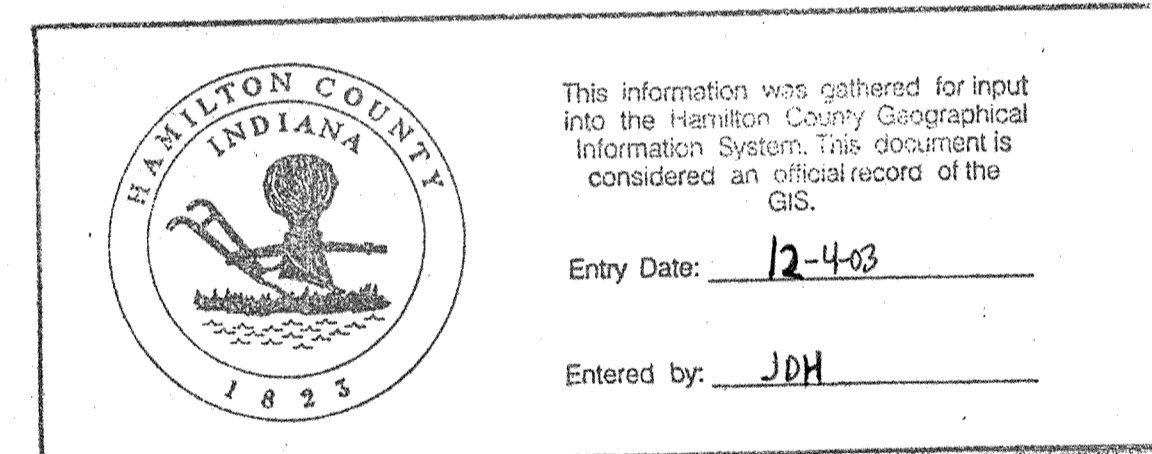 HAMILTON COUNTY
INDIANA
1823
This information was gathered for input
into the Hamilton County Geographical
Information System. This document is
considered an official record of the
GIS.
Entry Date: 12-4-03
Entered by: JDH